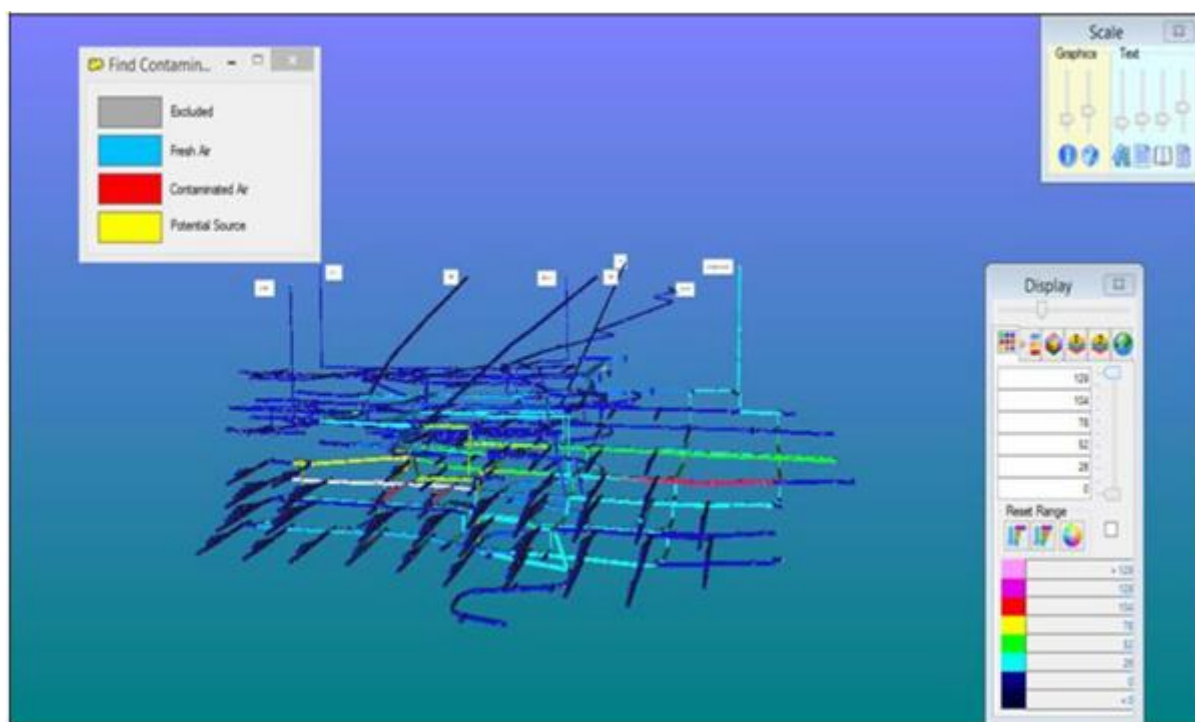 Find Contamin...
Excluded
Fresh Air
Contaminated Air
Potential Source
Scale
Graphics
Text
Display
129
104
78
52
26
0
Reset Range
> 129
129
104
78
52
26
0
< 0